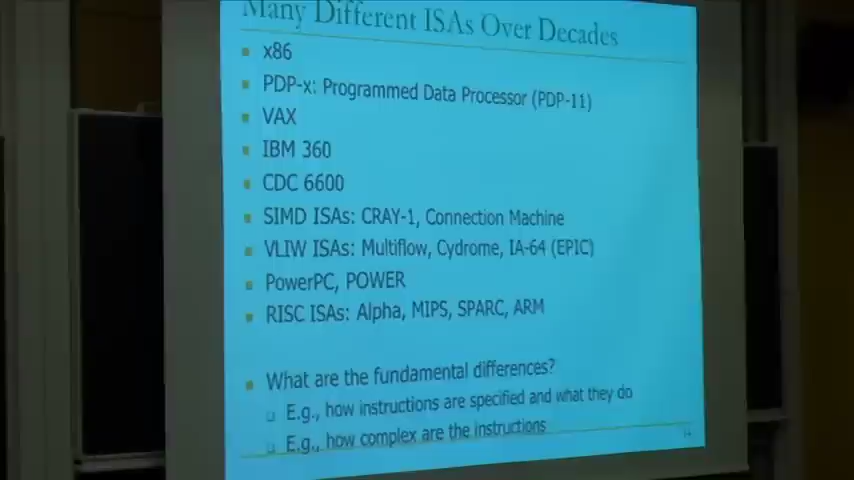 Many Different ISAs Over Decades
x86
PDP-x: Programmed Data Processor (PDP-11)
VAX
IBM 360
CDC 6600
SIMD ISAs: CRAY-1, Connection Machine
VLIW ISAs: Multiflow, Cydrome, IA-64 (EPIC)
PowerPC, POWER
RISC ISAs: Alpha, MIPS, SPARC, ARM
What are the fundamental differences?
E.g., how instructions are specified and what they do
E.g., how complex are the instructions